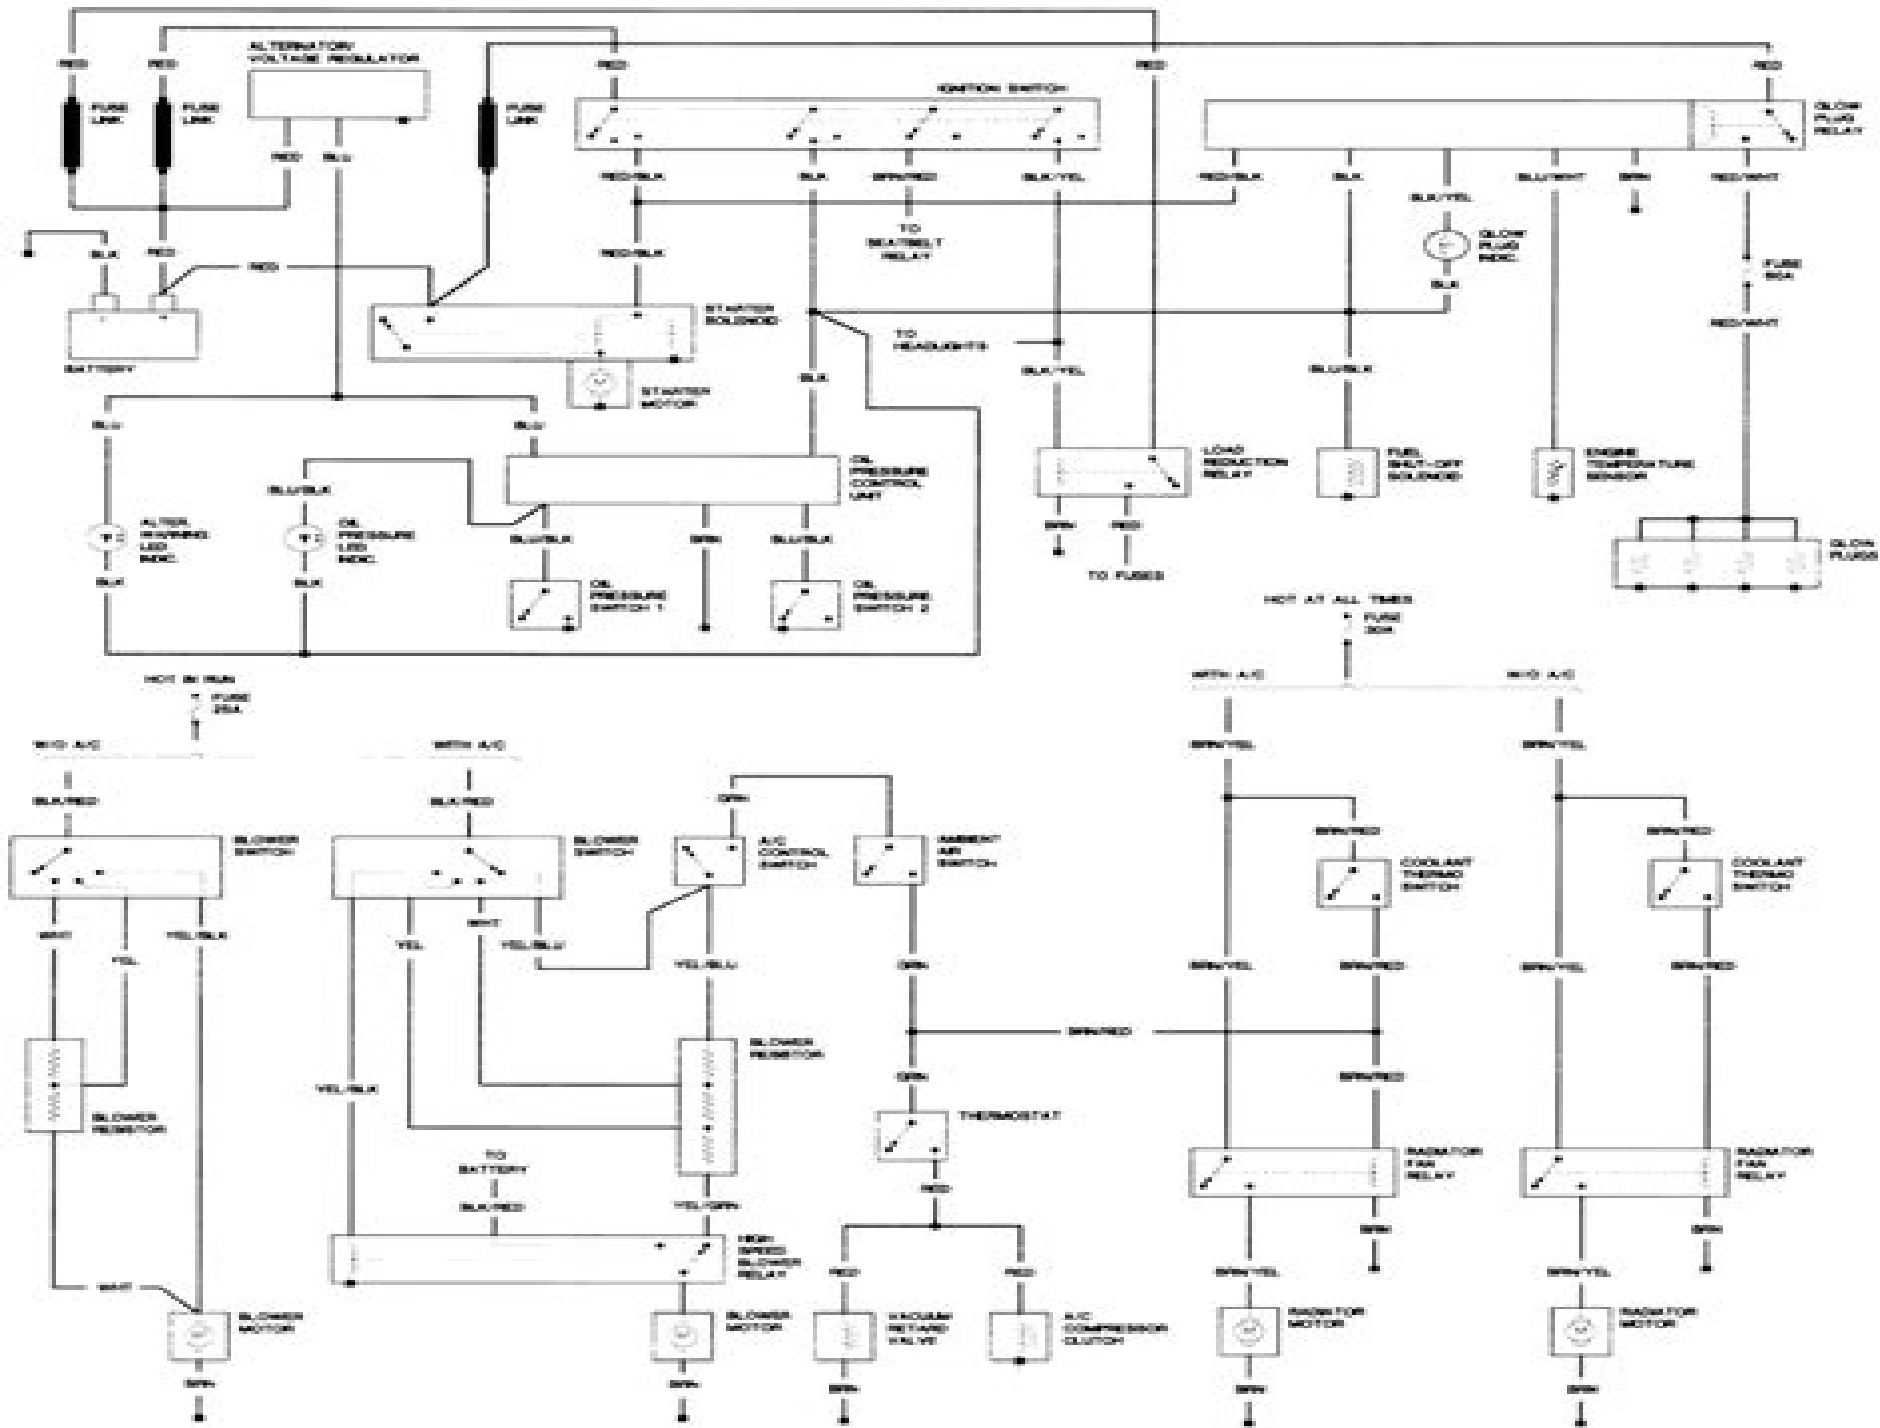 ALTERNATOR/
VOLTAGE REGULATOR
RED
RED
RED
RED
RED
FUSE
LINK
FUSE
LINK
FUSE
LINK
IGNITION SWITCH
GLOW
PLUG
RELAY
RED
BLU
RED/BLK
BLK
BRN/RED
BLK/YEL
RED/BLK
BLK
BLK/YEL
BLU/WHT
BRN
RED/WHT
TO
SEATBELT
RELAY
BLK
RED
RED
RED/BLK
GLOW
PLUG
INDIC.
FUSE
50A
BLK
BATTERY
STARTER
SOLENOID
TO
HEADLIGHTS
RED/WHT
STARTER
MOTOR
BLK
BLK/YEL
BLU/BLK
BLU
BLU
OIL
PRESSURE
CONTROL
UNIT
LOAD
REDUCTION
RELAY
FUEL
SHUT-OFF
SOLENOID
ENGINE
TEMPERATURE
SENSOR
BLU/BLK
ALTER.
WARNING
LED
INDIC.
OIL
PRESSURE
LED
INDIC.
BLU/BLK
BRN
BLU/BLK
BRN
RED
TO FUSES
GLOW
PLUGS
BLK
BLK
OIL
PRESSURE
SWITCH 1
OIL
PRESSURE
SWITCH 2
HOT AT ALL TIMES
FUSE
30A
HOT IN RUN
FUSE
25A
WITH A/C
W/O A/C
W/O A/C
WITH A/C
BRN/YEL
BRN/YEL
BLK/RED
BLK/RED
GRN
BLOWER
SWITCH
BLOWER
SWITCH
A/C
CONTROL
SWITCH
AMBIENT
AIR
SWITCH
BRN/RED
BRN/RED
COOLANT
THERMO
SWITCH
COOLANT
THERMO
SWITCH
WHT
YEL
YEL/BLK
YEL
WHT
YEL/BLU
YEL/BLU
GRN
BRN/YEL
BRN/RED
BRN/YEL
BRN/RED
BRN/RED
BLOWER
RESISTOR
BLOWER
RESISTOR
YEL/BLK
GRN
BRN/RED
THERMOSTAT
TO
BATTERY
BLK/RED
YEL/GRN
RED
RADIATOR
FAN
RELAY
RADIATOR
FAN
RELAY
HIGH
SPEED
BLOWER
RELAY
BRN
BRN
WHT
RED
RED
BRN/YEL
BRN/YEL
BLOWER
MOTOR
BLOWER
MOTOR
VACUUM
RETARD
VALVE
A/C
COMPRESSOR
CLUTCH
RADIATOR
MOTOR
RADIATOR
MOTOR
BRN
BRN
BRN
BRN
BRN